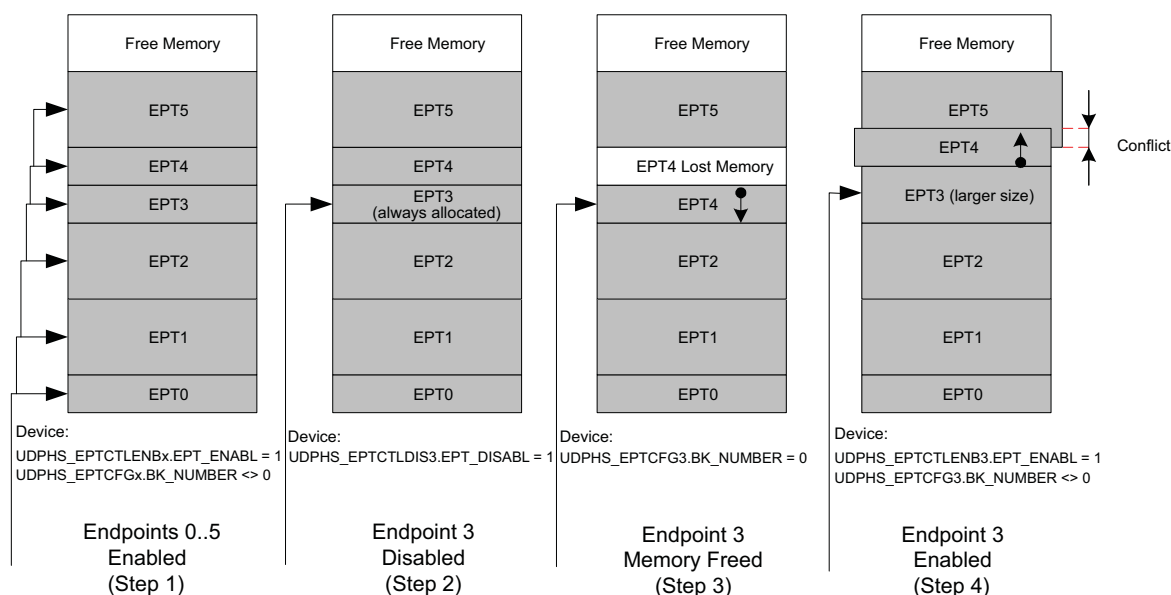 Free Memory
EPT5
EPT4
EPT3
EPT2
EPT1
EPT0
Device:
UDPHS_EPTCTLENBx.EPT_ENABL = 1
UDPHS_EPTCFGx.BK_NUMBER <> 0
Endpoints 0..5
Enabled
(Step 1)
Free Memory
EPT5
EPT4
EPT3
(always allocated)
EPT2
EPT1
EPT0
Device:
UDPHS_EPTCTLDIS3.EPT_DISABL = 1
Endpoint 3
Disabled
(Step 2)
Free Memory
EPT5
EPT4 Lost Memory
EPT4
EPT2
EPT1
EPT0
Device:
UDPHS_EPTCFG3.BK_NUMBER = 0
Endpoint 3
Memory Freed
(Step 3)
Free Memory
EPT5
EPT4
Conflict
EPT3 (larger size)
EPT2
EPT1
EPT0
Device:
UDPHS_EPTCTLENB3.EPT_ENABL = 1
UDPHS_EPTCFG3.BK_NUMBER <> 0
Endpoint 3
Enabled
(Step 4)